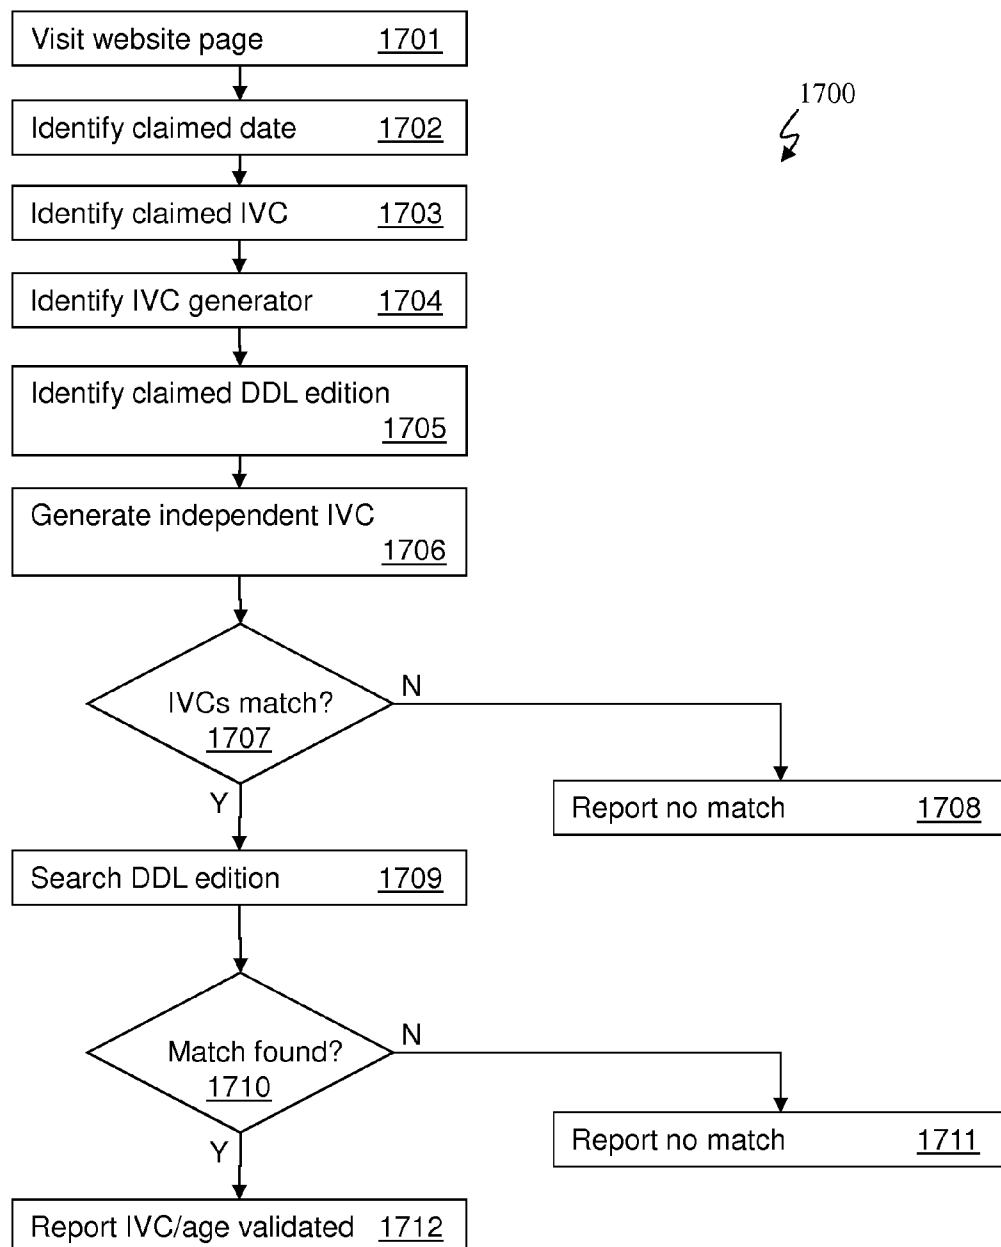 Visit website page 1701
1700
Identify claimed date 1702
Identify claimed IVC 1703
Identify IVC generator 1704
Identify claimed DDL edition
1705
Generate independent IVC
1706
N
IVCs match?
1707
Y
Report no match 1708
Search DDL edition 1709
N
Match found?
1710
Y
Report no match 1711
Report IVC/age validated 1712